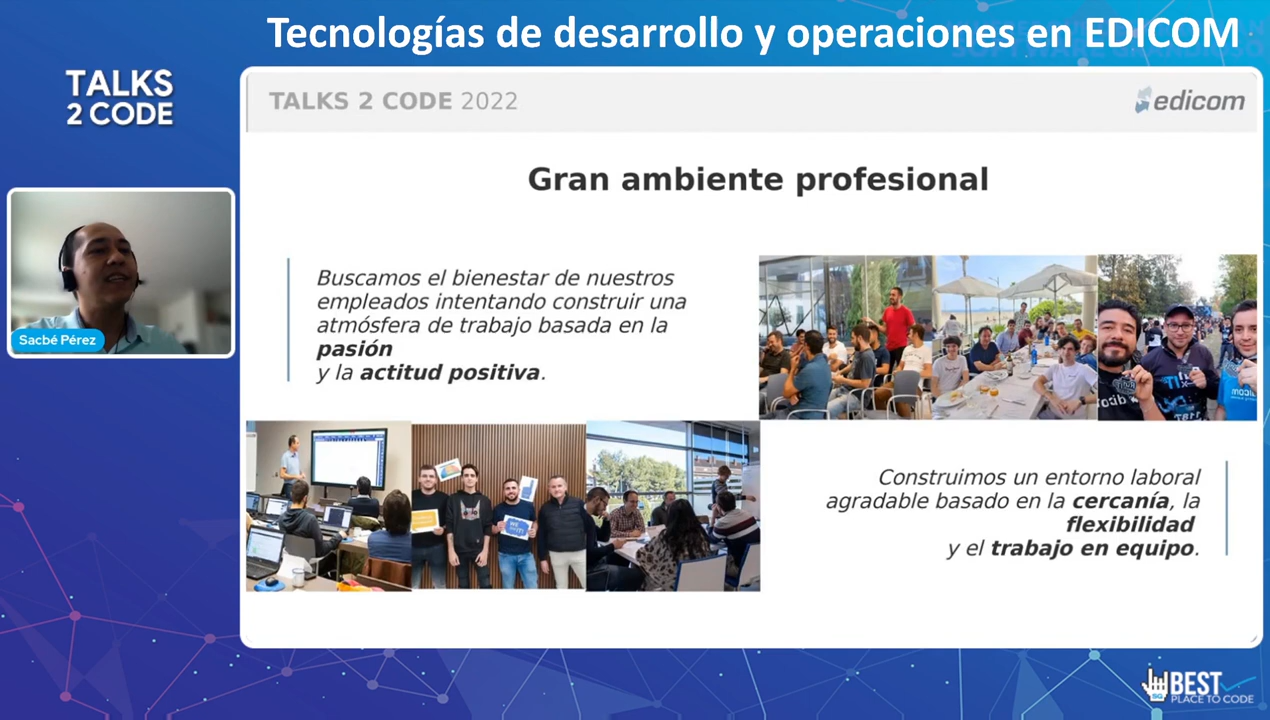 Tecnologías de desarrollo y operaciones en EDICOM
TALKS
2 CODE
TALKS 2 CODE 2022
edicom
Gran ambiente profesional
Buscamos el bienestar de nuestros
empleados intentando construir una
atmósfera de trabajo basada en la
pasión
y la actitud positiva.
Sacbé Pérez
Construimos un entorno laboral
agradable basado en la cercanía, la
flexibilidad
y el trabajo en equipo.
SG
BEST
PLACE TO CODE